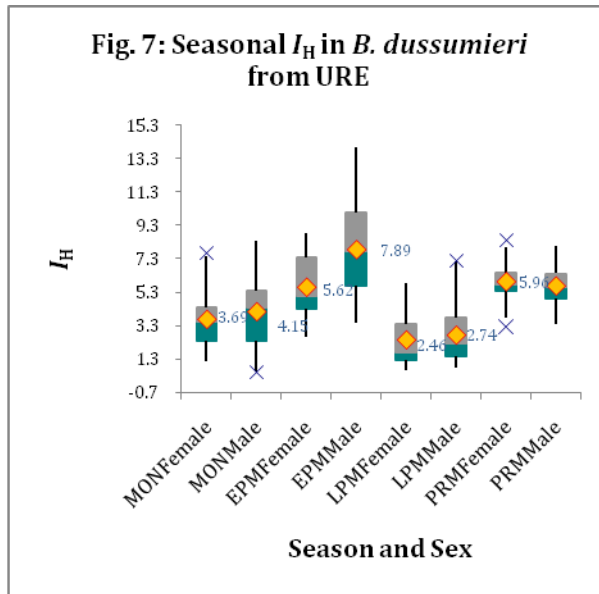 Fig. 7: Seasonal I_H in B. dussumieri
from URE
15.3
13.3
11.3
9.3
7.3
5.3
3.3
1.3
-0.7
I_H
3.69
4.15
5.62
7.89
2.46
2.74
5.96
MONFemale
MONMale
EPMFemale
EPMMale
LPMFemale
LPMMale
PRMFemale
PRMMale
Season and Sex